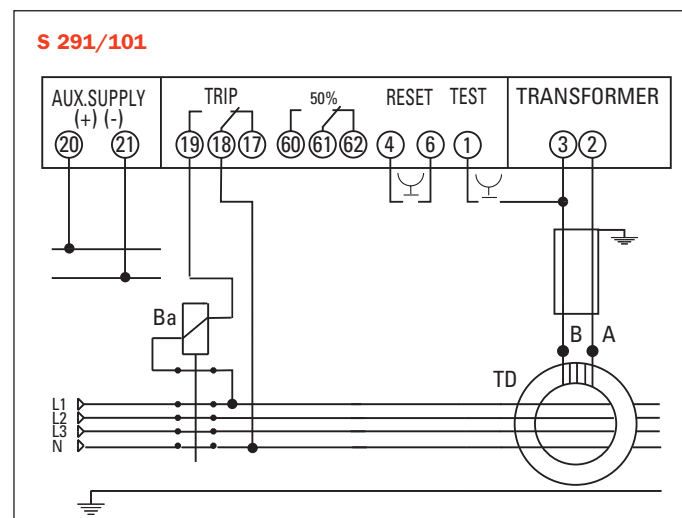 S 291/101
AUX.SUPPLY TRIP 50% RESET TEST TRANSFORMER
(+) (-)
20 21 19 18 17 60 61 62 4 6 1 3 2
Ba
B A
TD
L1
L2
L3
N